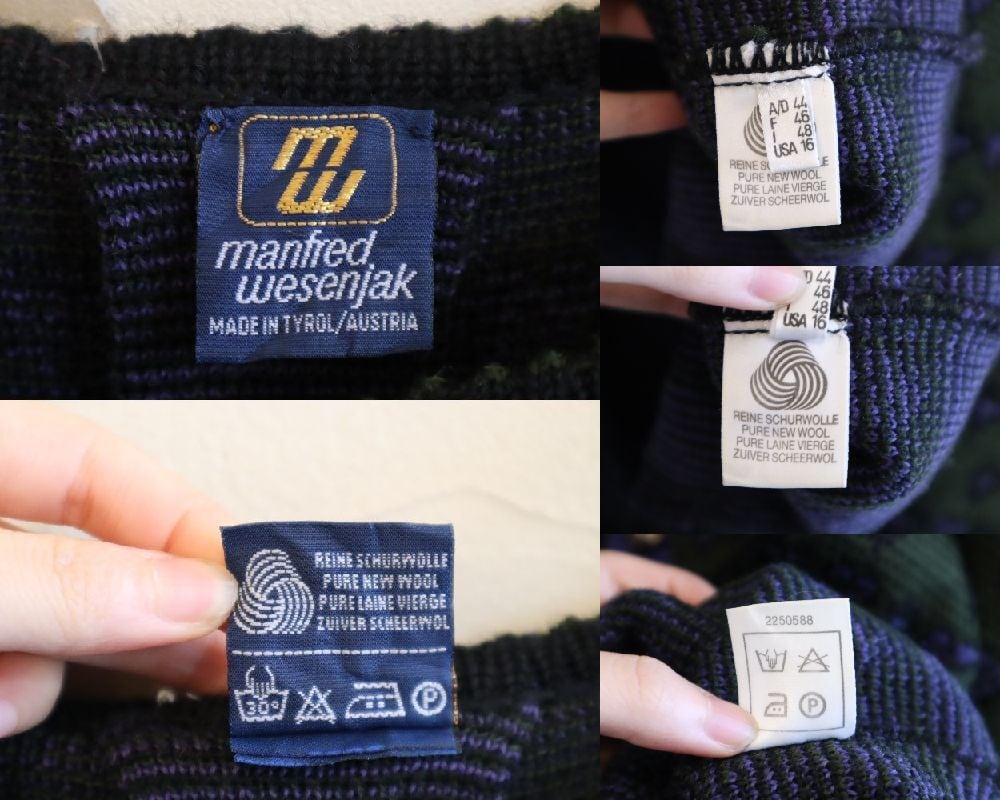 mw
manfred
wesenjak
MADE IN TYROL/AUSTRIA
A/D 44
F 46
48
USA 16
REINE
PURE NEW WOOL
PURE LAINE VIERGE
ZUIVER SCHEERWOL
44
46
48
USA 16
REINE SCHURWOLLE
PURE NEW WOOL
PURE LAINE VIERGE
ZUIVER SCHEERWOL
REINE SCHURWOLLE
PURE NEW WOOL
PURE LAINE VIERGE
ZUIVER SCHEERWOL
30°
P
2250588
P